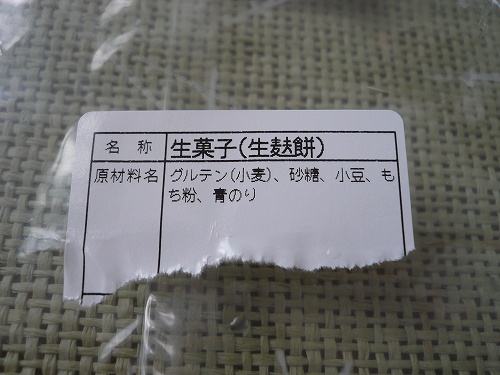 名称 生菓子(生麸餅)
原材料名 グルテン(小麦)、砂糖、小豆、も
ち粉、青のり